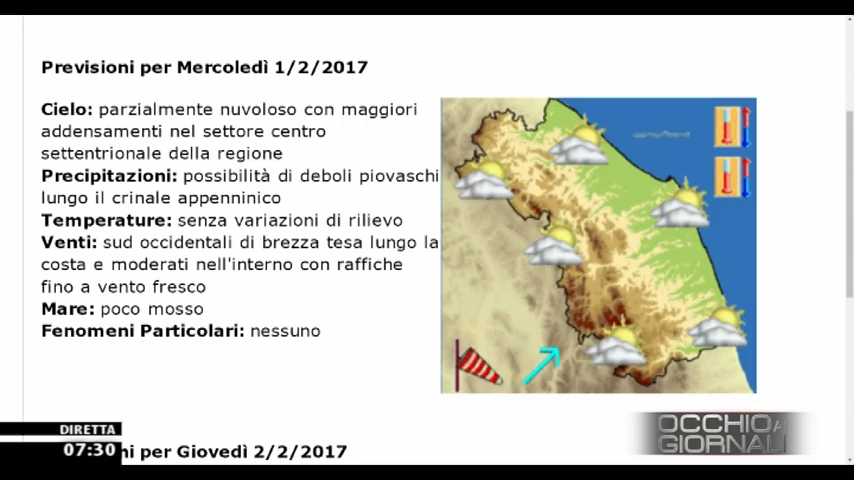 Previsioni per Mercoledì 1/2/2017
Cielo: parzialmente nuvoloso con maggiori
addensamenti nel settore centro
settentrionale della regione
Precipitazioni: possibilità di deboli piovaschi
lungo il crinale appenninico
Temperature: senza variazioni di rilievo
Venti: sud occidentali di brezza tesa lungo la
costa e moderati nell'interno con raffiche
fino a vento fresco
Mare: poco mosso
Fenomeni Particolari: nessuno
DIRETTA
07:30
ni per Giovedì 2/2/2017
OCCHIO AI
GIORNALI